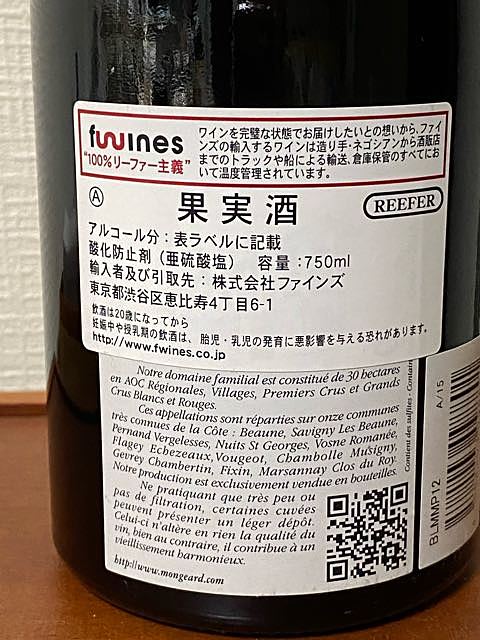 fwines
"100%リーファー主義"
ワインを完璧な状態でお届けしたいとの想いから、ファイ
ンズの輸入するワインは造り手・ネゴシアンから酒販店
までのトラックや船による輸送、倉庫保管のすべてにお
いて温度管理されています。
Ⓐ
果実酒
REEFER
アルコール分：表ラベルに記載
酸化防止剤（亜硫酸塩） 容量：750ml
輸入者及び引取先：株式会社ファインズ
東京都渋谷区恵比寿4丁目6-1
飲酒は20歳になってから
妊娠中や授乳期の飲酒は、胎児・乳児の発育に悪影響を与える恐れがあります。
http://www.fwines.co.jp
Notre domaine familial est constitué de 30 hectares
en AOC Régionales, Villages, Premiers Crus et Grands
Crus Blancs et Rouges.
Ces appellations sont réparties sur onze communes
très connues de la Côte : Beaune, Savigny Les Beaune,
Pernand Vergelesses, Nuits St Georges, Vosne Romanée,
Flagey Echezeaux, Vougeot, Chambolle Musigny,
Gevrey Chambertin, Fixin, Marsannay Clos du Roy.
Notre production est exclusivement vendue en bouteilles.
Ne pratiquant que très peu ou
pas de filtration, certaines cuvées
peuvent présenter un léger dépôt.
Celui-ci n'altère en rien la qualité du
vin, bien au contraire, il contribue à un
vieillissement harmonieux.
http://www.mongeard.com
Contient des sulfites - Contain
BLMMP12
A/15